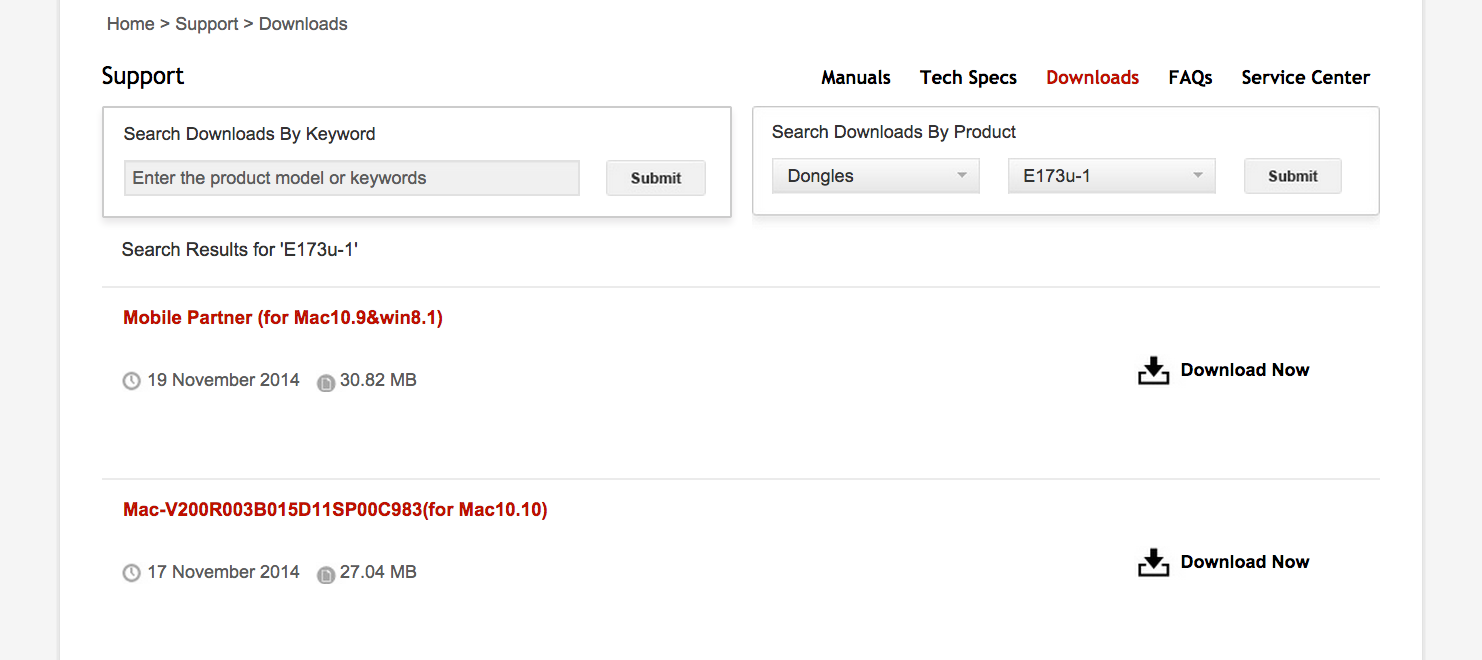 Home > Support > Downloads
Support
Manuals Tech Specs Downloads FAQs Service Center
Search Downloads By Keyword
Enter the product model or keywords Submit
Search Downloads By Product
Dongles E173u-1 Submit
Search Results for 'E173u-1'
Mobile Partner (for Mac10.9&win8.1)
19 November 2014 30.82 MB
Download Now
Mac-V200R003B015D11SP00C983(for Mac10.10)
17 November 2014 27.04 MB
Download Now